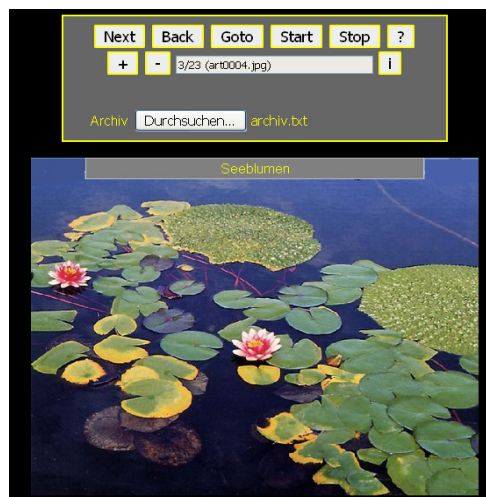 Next Back Goto Start Stop ?
+ - 3/23 (art0004.jpg) i
Archiv Durchsuchen... archiv.txt
Seeblumen